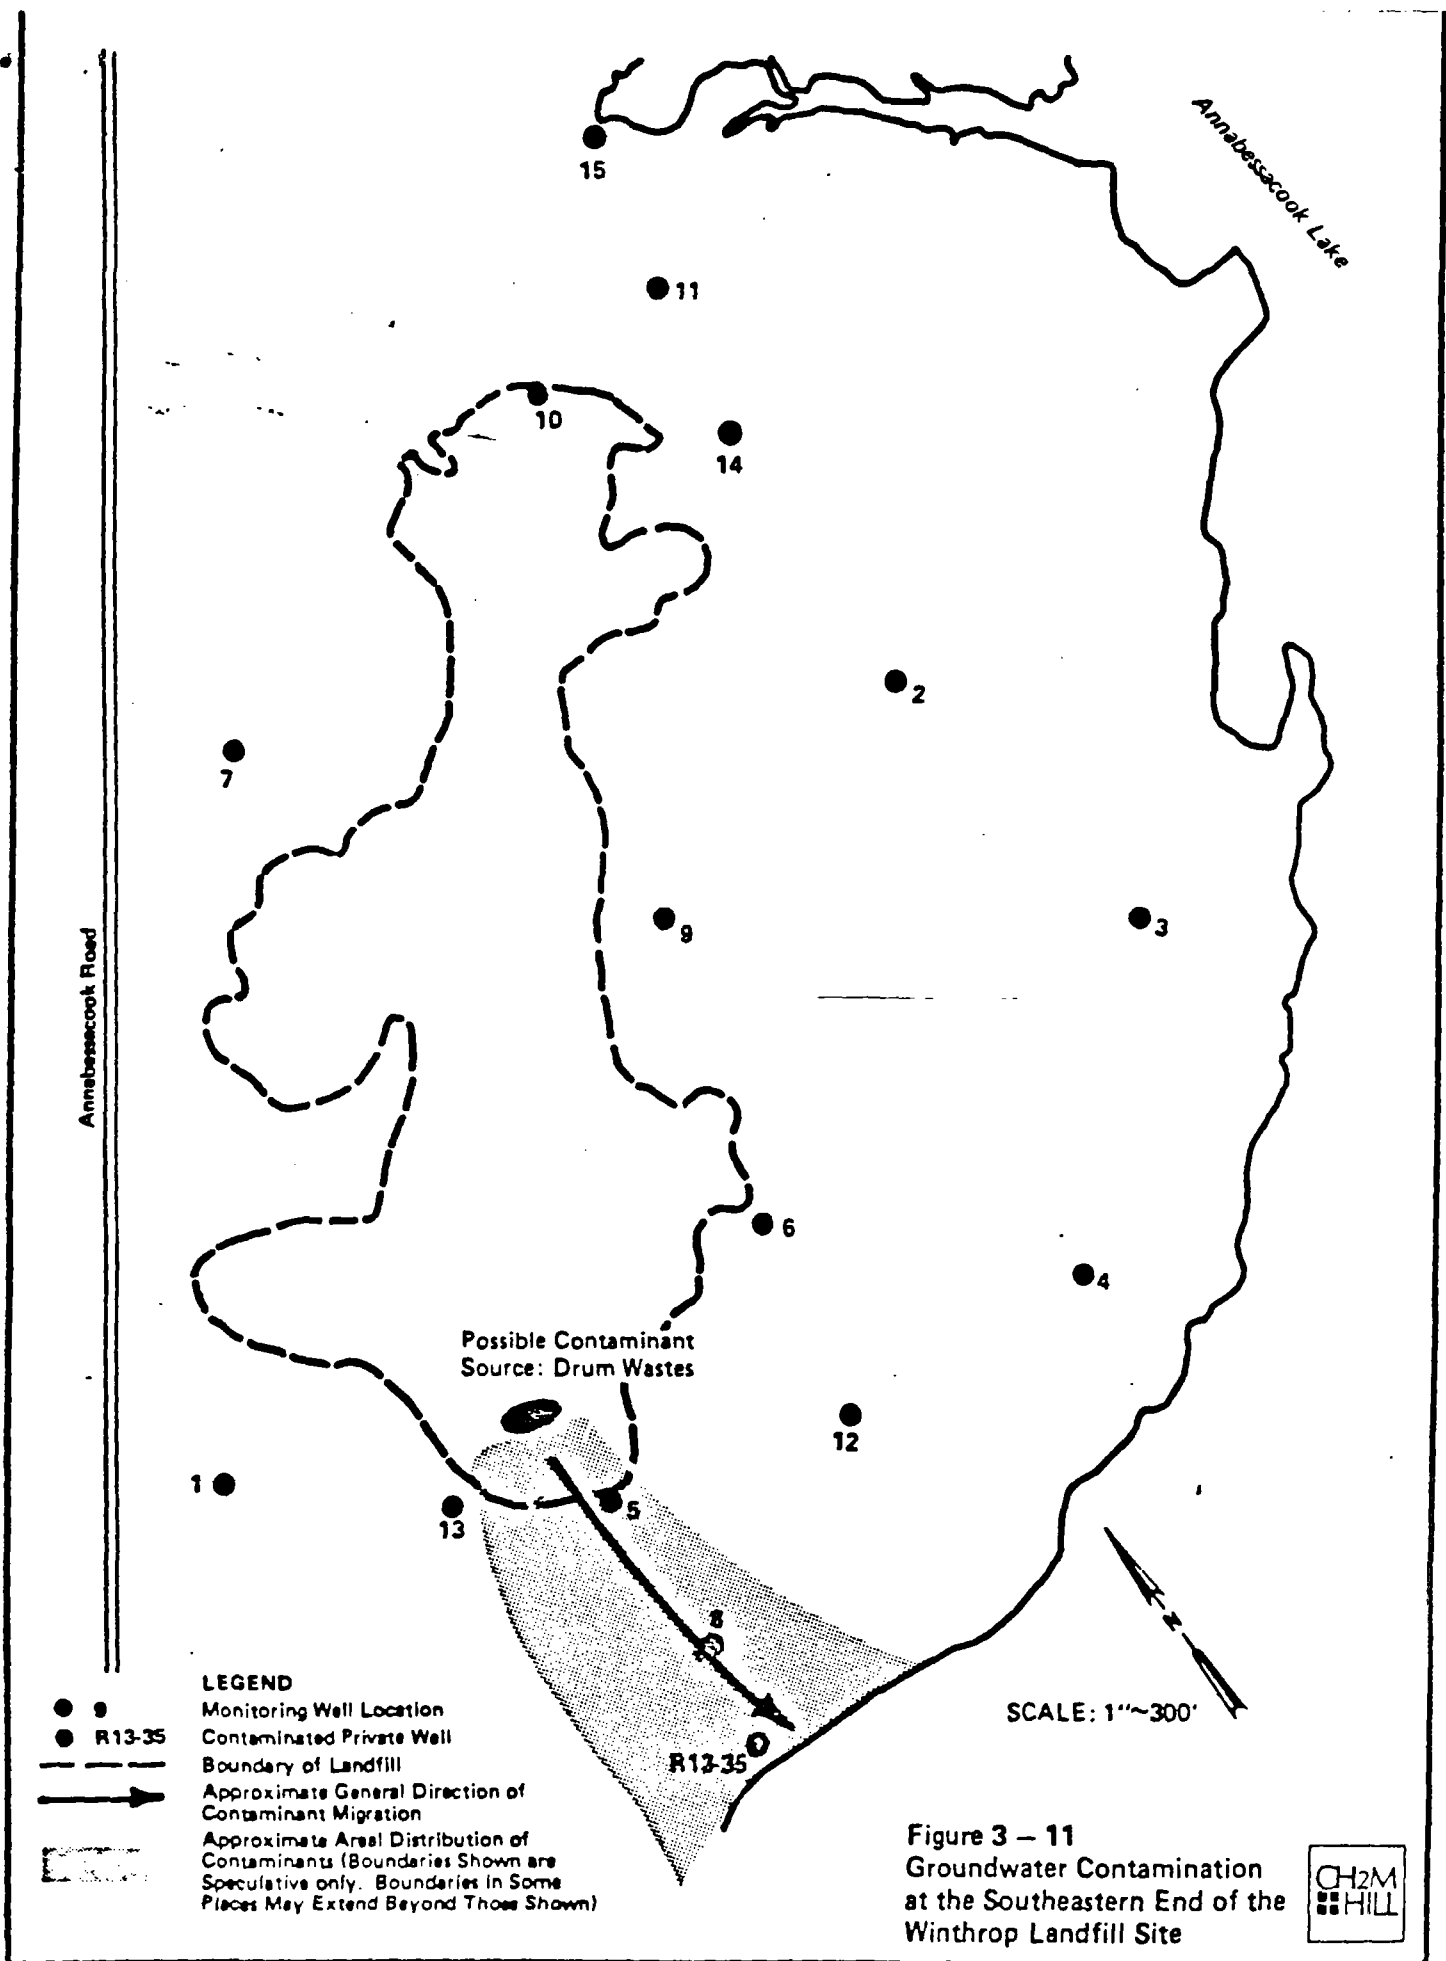 Annabessacook Lake
15
11
10
14
2
7
9
3
Annabessacook Road
6
4
Possible Contaminant
Source: Drum Wastes
12
1
13
5
8
N
R13-35
SCALE: 1"~300'
LEGEND
9 Monitoring Well Location
R13-35 Contaminated Private Well
Boundary of Landfill
Approximate General Direction of
Contaminant Migration
Approximate Areal Distribution of
Contaminants (Boundaries Shown are
Speculative only. Boundaries in Some
Places May Extend Beyond Those Shown)
Figure 3 – 11
Groundwater Contamination
at the Southeastern End of the
Winthrop Landfill Site
CH2M
HILL